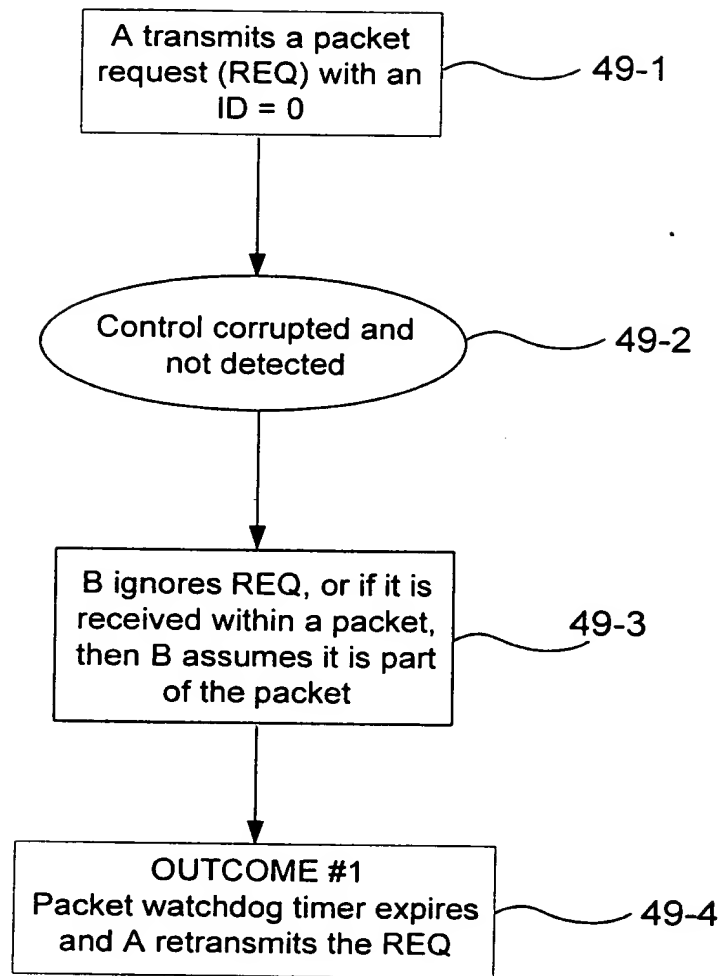 A transmits a packet
request (REQ) with an
ID = 0
49-1
Control corrupted and
not detected
49-2
B ignores REQ, or if it is
received within a packet,
then B assumes it is part
of the packet
49-3
OUTCOME #1
Packet watchdog timer expires
and A retransmits the REQ
49-4